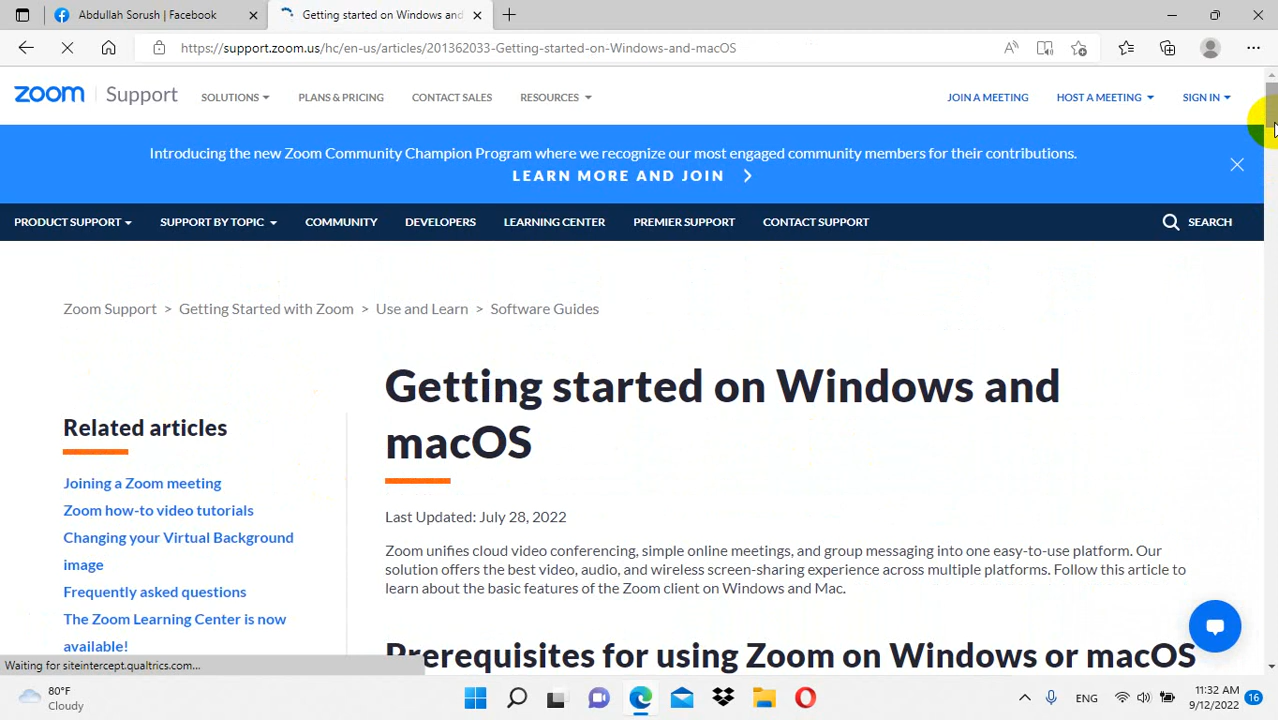 Abdullah Sorush | Facebook
Getting started on Windows and
https://support.zoom.us/hc/en-us/articles/201362033-Getting-started-on-Windows-and-macOS
zoom | Support SOLUTIONS PLANS & PRICING CONTACT SALES RESOURCES JOIN A MEETING HOST A MEETING SIGN IN
Introducing the new Zoom Community Champion Program where we recognize our most engaged community members for their contributions.
LEARN MORE AND JOIN
PRODUCT SUPPORT SUPPORT BY TOPIC COMMUNITY DEVELOPERS LEARNING CENTER PREMIER SUPPORT CONTACT SUPPORT SEARCH
Zoom Support > Getting Started with Zoom > Use and Learn > Software Guides
Getting started on Windows and
macOS
Related articles
Joining a Zoom meeting
Zoom how-to video tutorials
Changing your Virtual Background
image
Frequently asked questions
The Zoom Learning Center is now
available!
Last Updated: July 28, 2022
Zoom unifies cloud video conferencing, simple online meetings, and group messaging into one easy-to-use platform. Our
solution offers the best video, audio, and wireless screen-sharing experience across multiple platforms. Follow this article to
learn about the basic features of the Zoom client on Windows and Mac.
Prerequisites for using Zoom on Windows or macOS
Waiting for siteintercept.qualtrics.com...
80°F
Cloudy
ENG
11:32 AM
9/12/2022
16